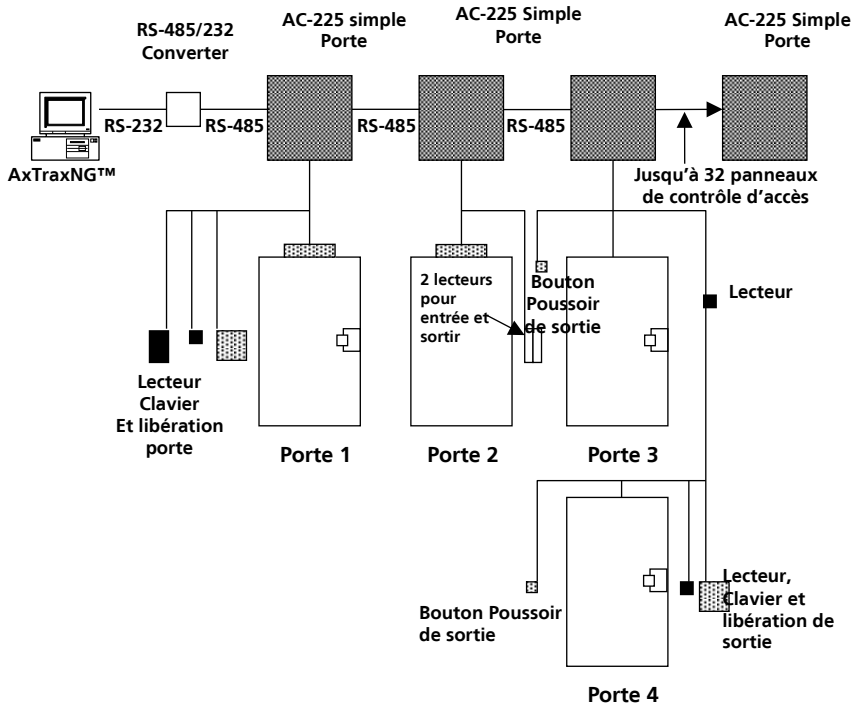 RS-485/232
Converter
AC-225 simple
Porte
AC-225 Simple
Porte
AC-225 Simple
Porte
RS-232
RS-485
RS-485
RS-485
AxTraxNG™
Jusqu'à 32 panneaux
de contrôle d'accès
2 lecteurs
pour
entrée et
sortir
Bouton
Poussoir
de sortie
Lecteur
Lecteur
Clavier
Et libération
porte
Porte 1
Porte 2
Porte 3
Bouton Poussoir
de sortie
Lecteur,
Clavier et
libération de
sortie
Porte 4